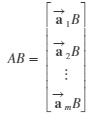 AB = [
a⃗₁B
a⃗₂B
⋮
a⃗ₘB
]